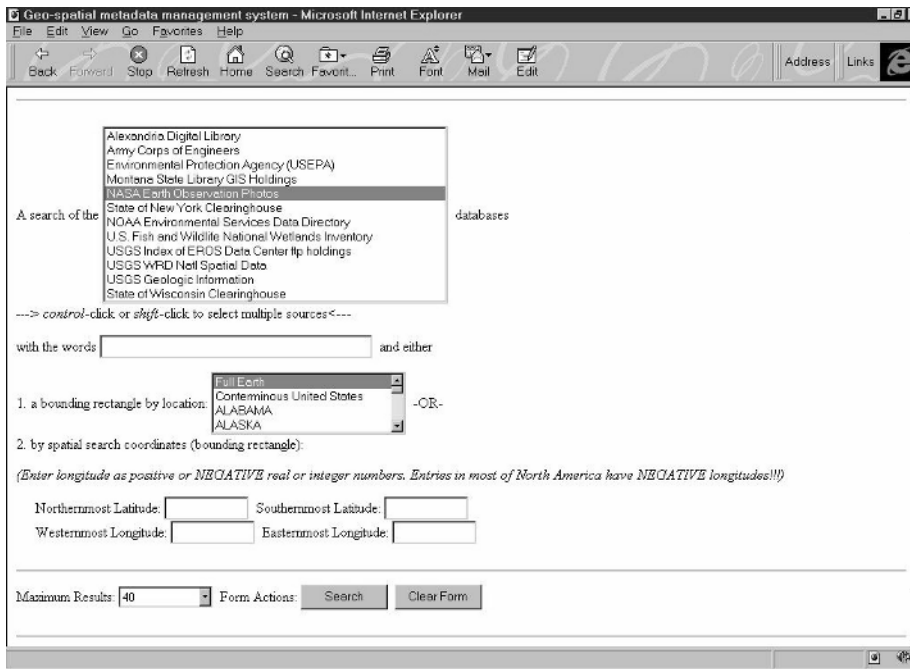 Geo-spatial metadata management system - Microsoft Internet Explorer
File Edit View Go Favorites Help
Back Forward Stop Refresh Home Search Favorit... Print Font Mail Edit Address Links
Alexandria Digital Library
Army Corps of Engineers
Environmental Protection Agency (USEPA)
Montana State Library GIS Holdings
NASA Earth Observation Photos
A search of the State of New York Clearinghouse databases
NOAA Environmental Services Data Directory
U.S. Fish and Wildlife National Wetlands Inventory
USGS Index of EROS Data Center ftp holdings
USGS WRD Natl Spatial Data
USGS Geologic Information
State of Wisconsin Clearinghouse
---> control-click or shift-click to select multiple sources<---
with the words and either
Full Earth
Conterminous United States
1. a bounding rectangle by location: ALABAMA -OR-
ALASKA
2. by spatial search coordinates (bounding rectangle):
(Enter longitude as positive or NEGATIVE real or integer numbers. Entries in most of North America have NEGATIVE longitudes!!!)
Northernmost Latitude: Southernmost Latitude:
Westernmost Longitude: Easternmost Longitude:
Maximum Results: 40 Form Actions: Search Clear Form